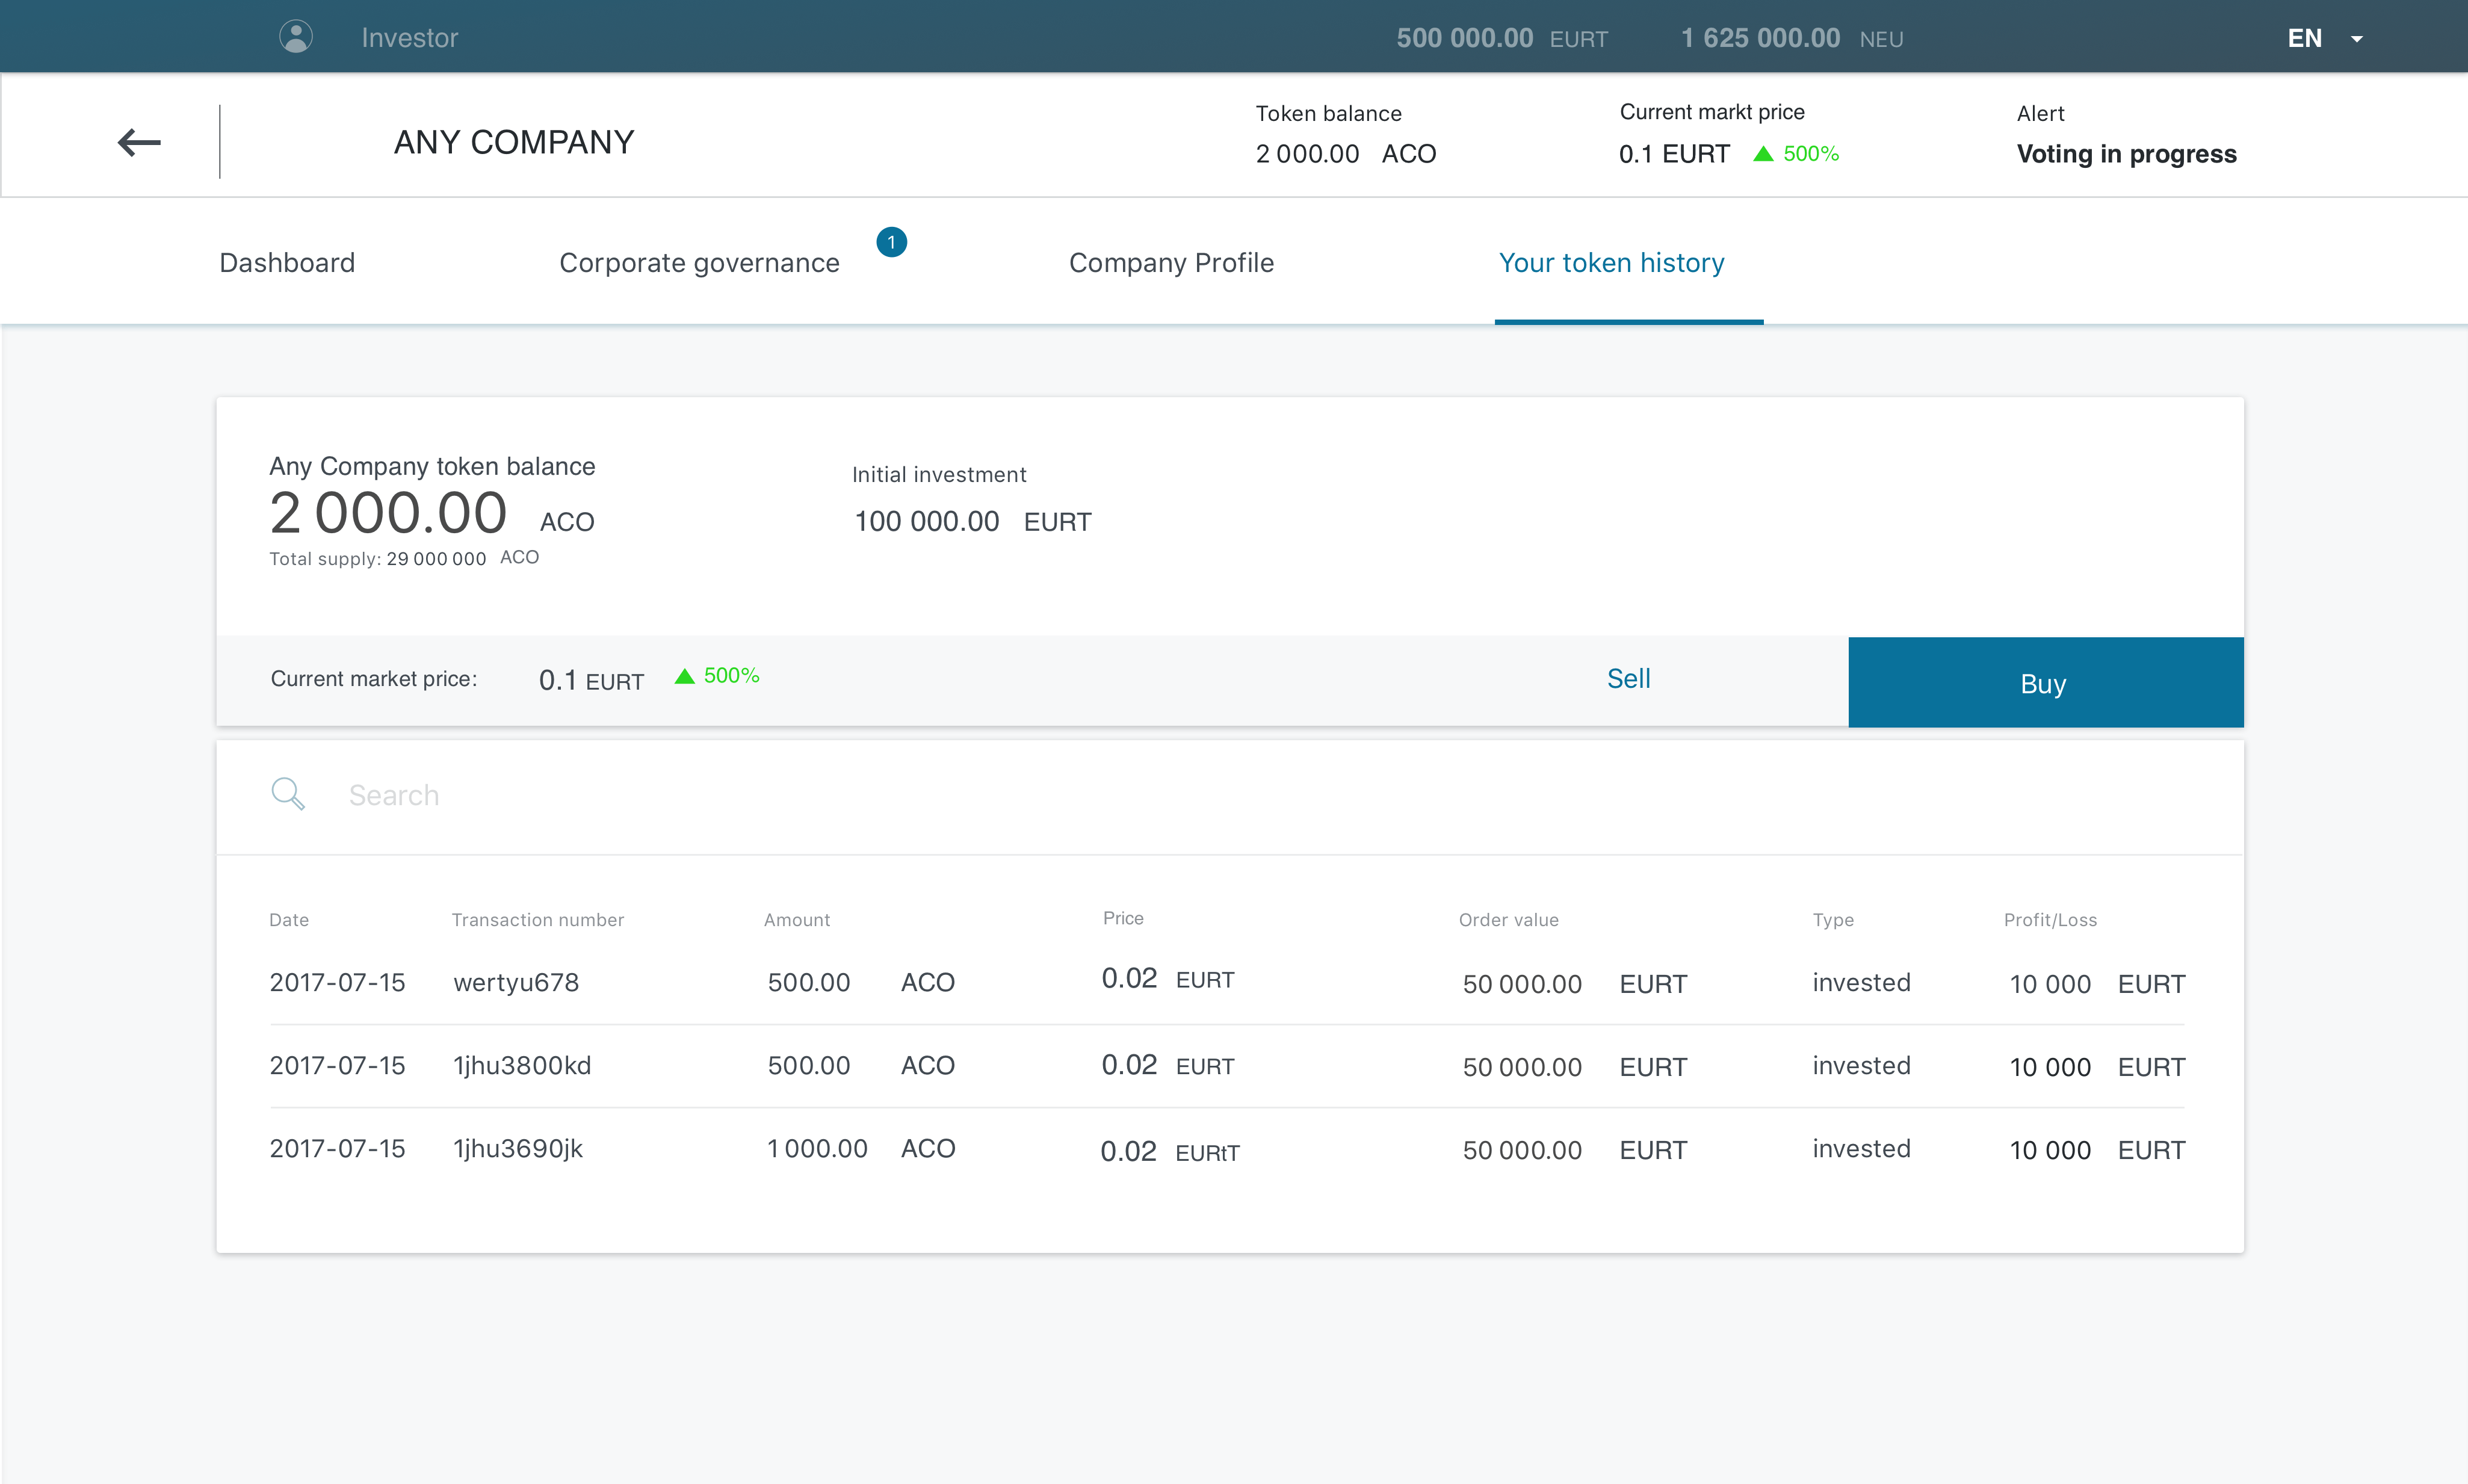 Investor 500 000.00 EURT 1 625 000.00 NEU EN
ANY COMPANY
Token balance
2 000.00 ACO
Current markt price
0.1 EURT 500%
Alert
Voting in progress
Dashboard Corporate governance 1 Company Profile Your token history
Any Company token balance
2 000.00 ACO
Total supply: 29 000 000 ACO
Initial investment
100 000.00 EURT
Current market price: 0.1 EURT 500% Sell Buy
Search
Date Transaction number Amount Price Order value Type Profit/Loss
2017-07-15 wertyu678 500.00 ACO 0.02 EURT 50 000.00 EURT invested 10 000 EURT
2017-07-15 1jhu3800kd 500.00 ACO 0.02 EURT 50 000.00 EURT invested 10 000 EURT
2017-07-15 1jhu3690jk 1 000.00 ACO 0.02 EURtT 50 000.00 EURT invested 10 000 EURT